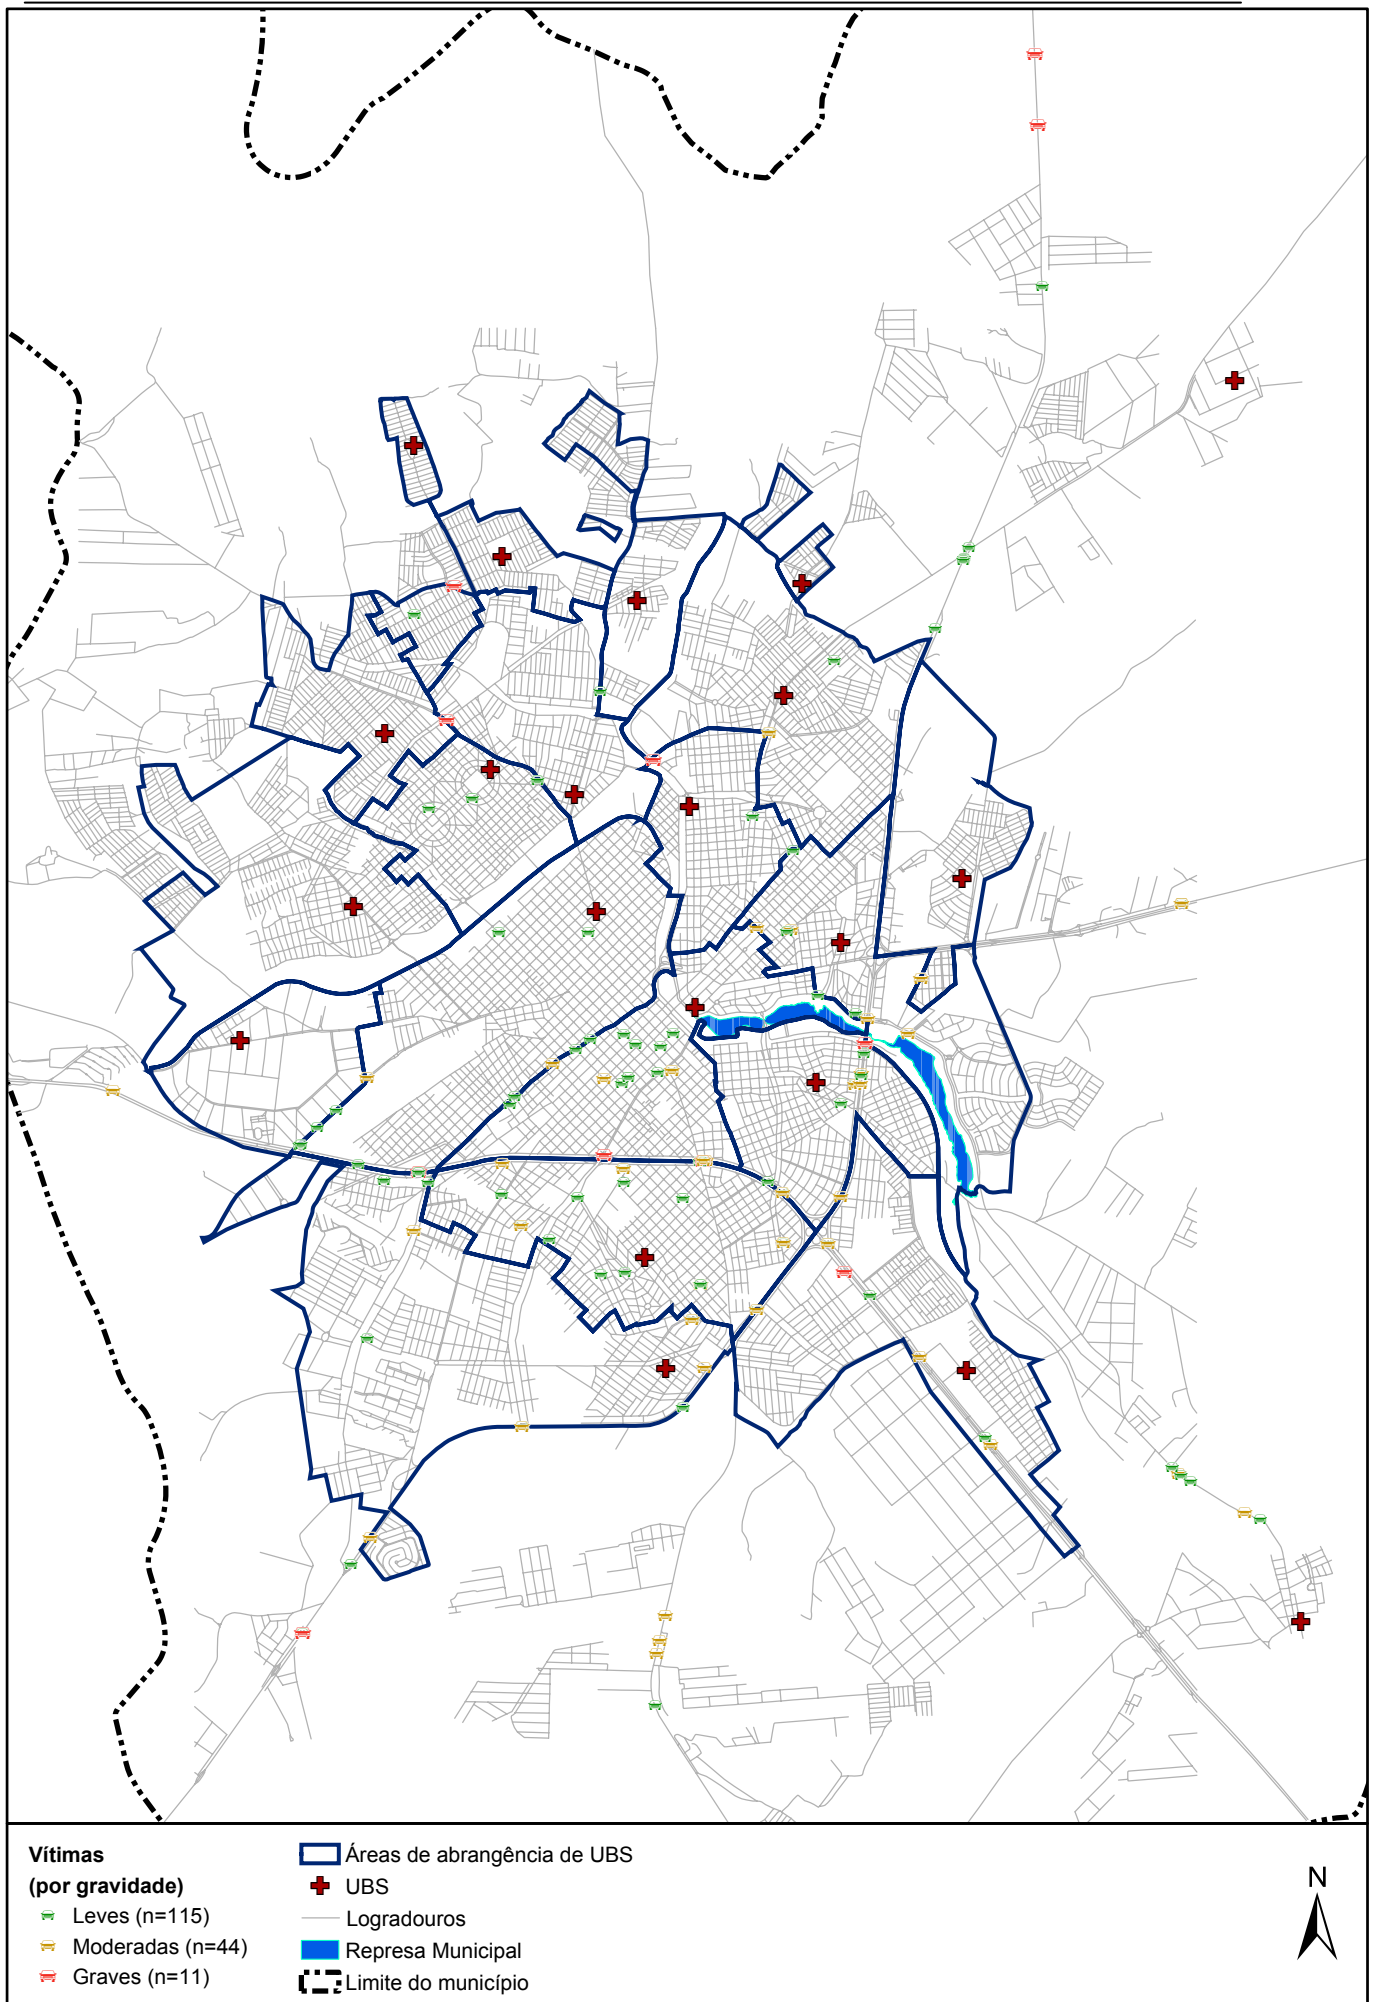 Vítimas
(por gravidade)
Leves (n=115)
Moderadas (n=44)
Graves (n=11)
Áreas de abrangência de UBS
UBS
Logradouros
Represa Municipal
Limite do município
N